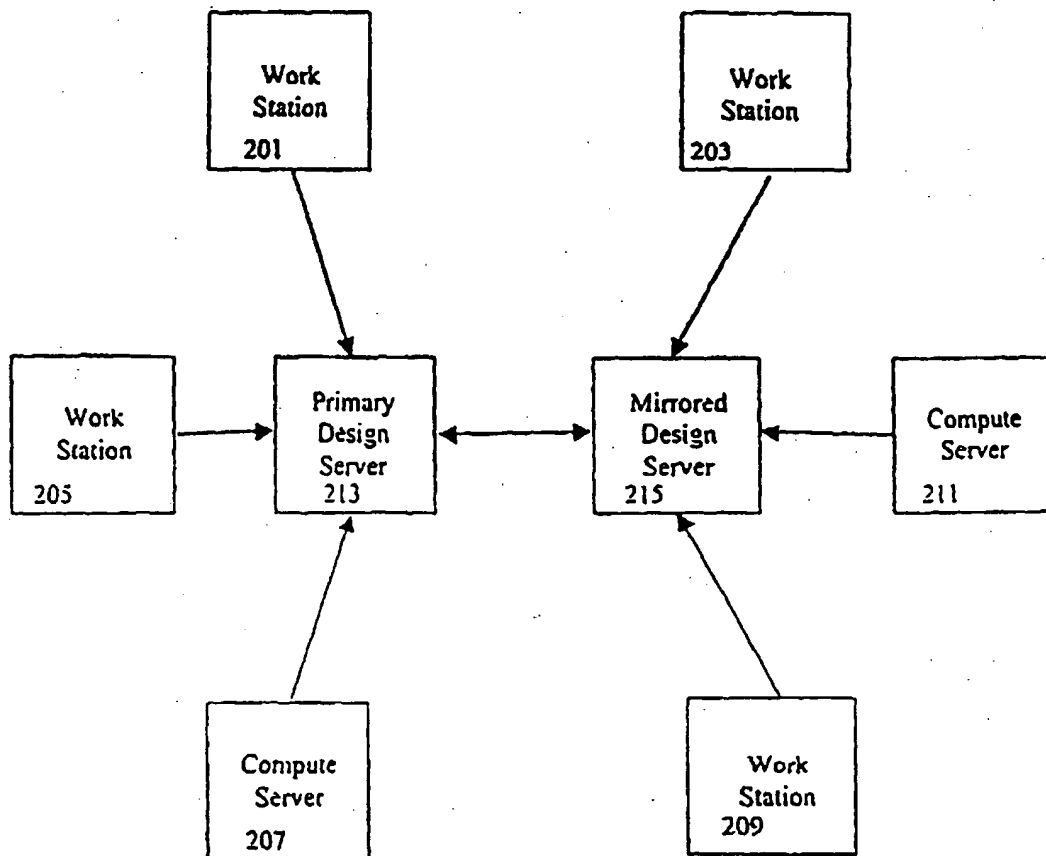 Work
Station
201
Work
Station
203
Work
Station
205
Primary
Design
Server
213
Mirrored
Design
Server
215
Compute
Server
211
Compute
Server
207
Work
Station
209